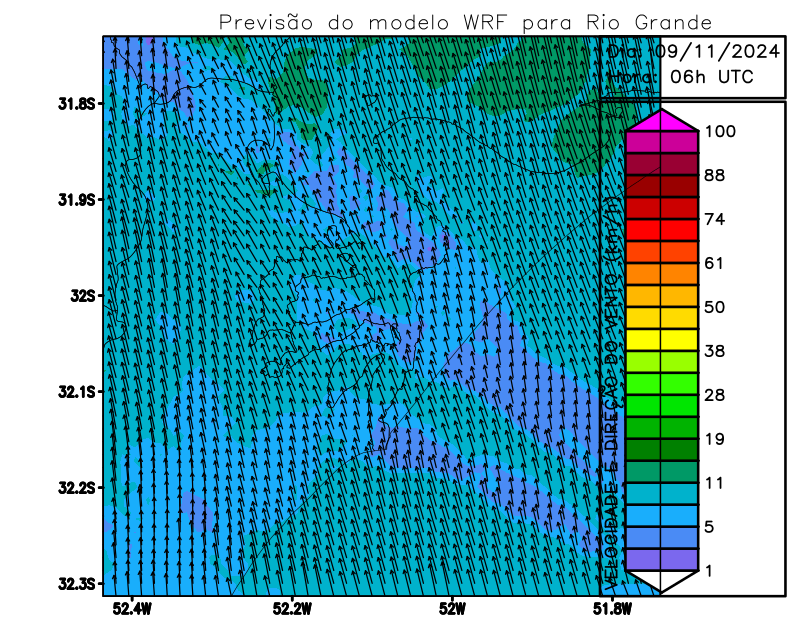 Previsão do modelo WRF para Rio Grande
Dia: 09/11/2024
Hora: 06h UTC
31.8S
31.9S
32S
32.1S
32.2S
32.3S
52.4W
52.2W
52W
51.8W
VELOCIDADE E DIREÇÃO DO VENTO (km/h)
100
88
74
61
50
38
28
19
11
5
1